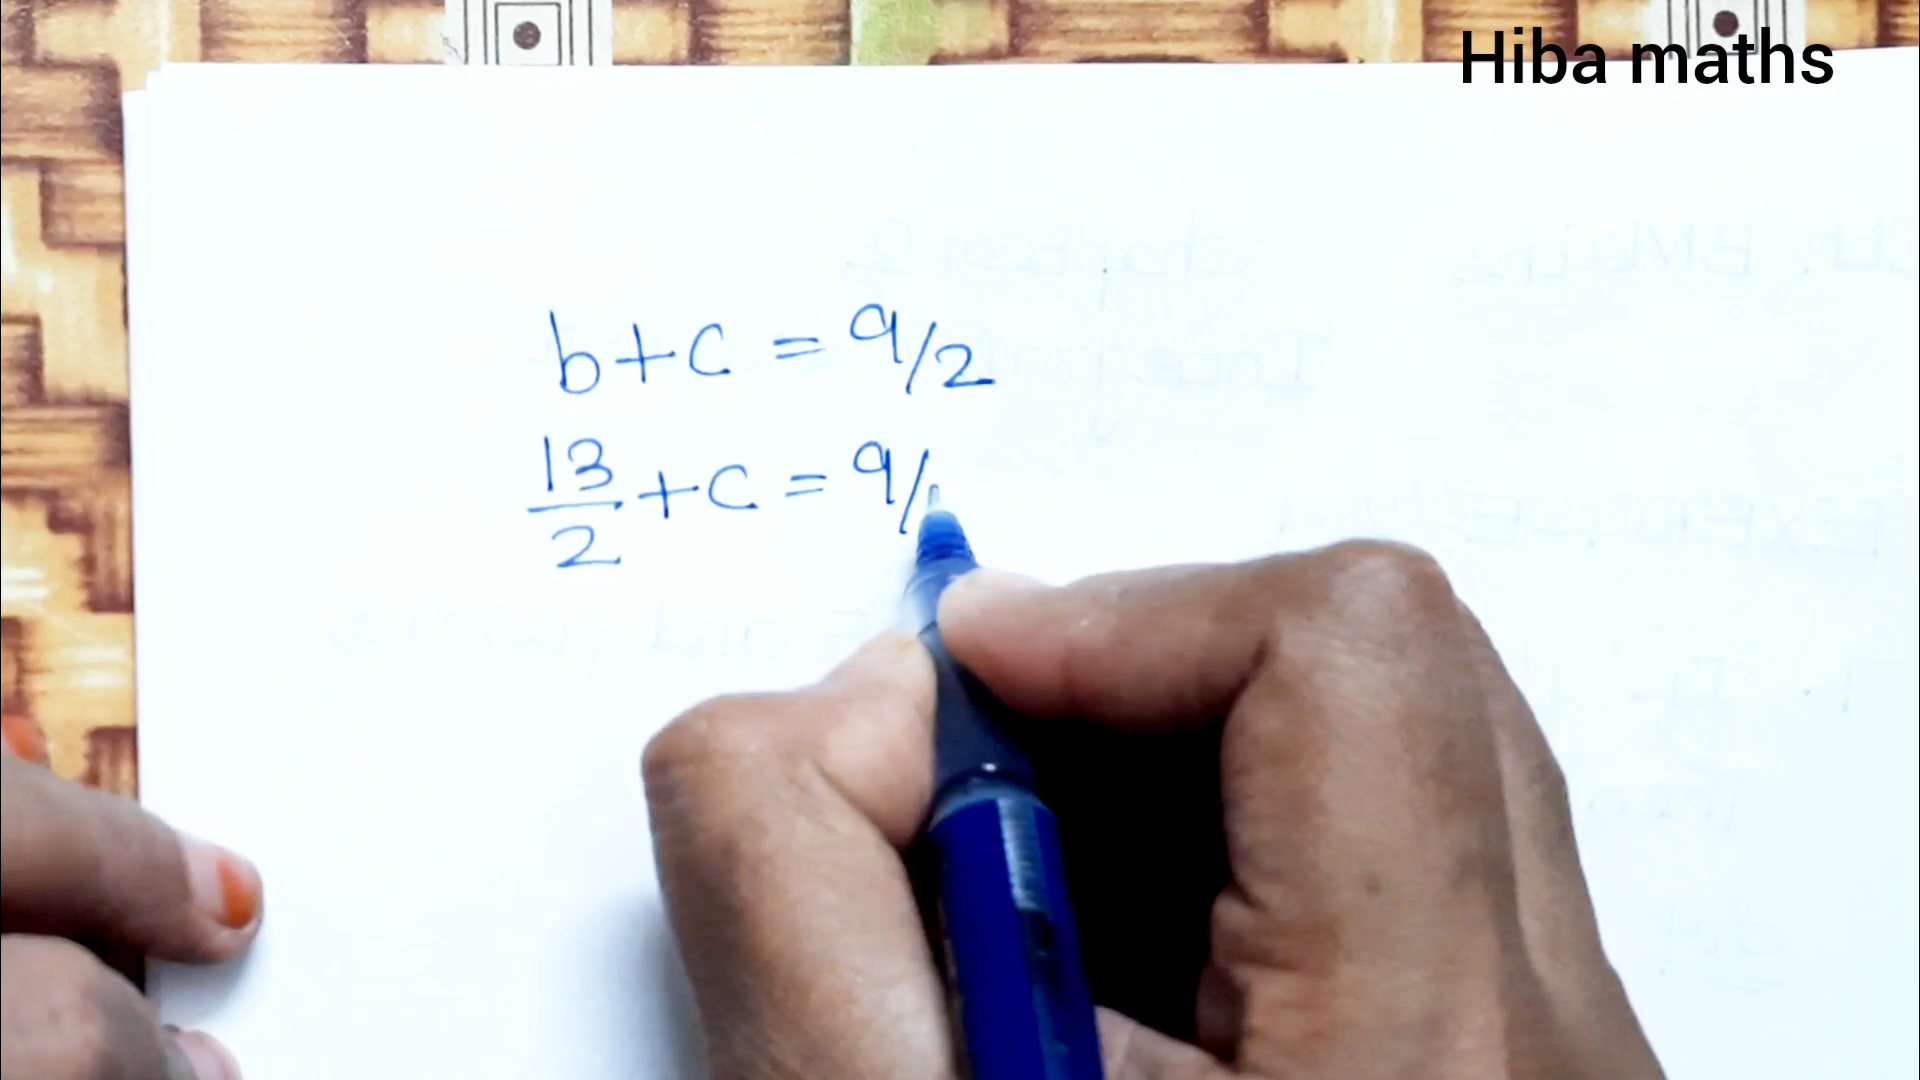 Hiba maths
b+c = 9/2
13/2 +c = 9/